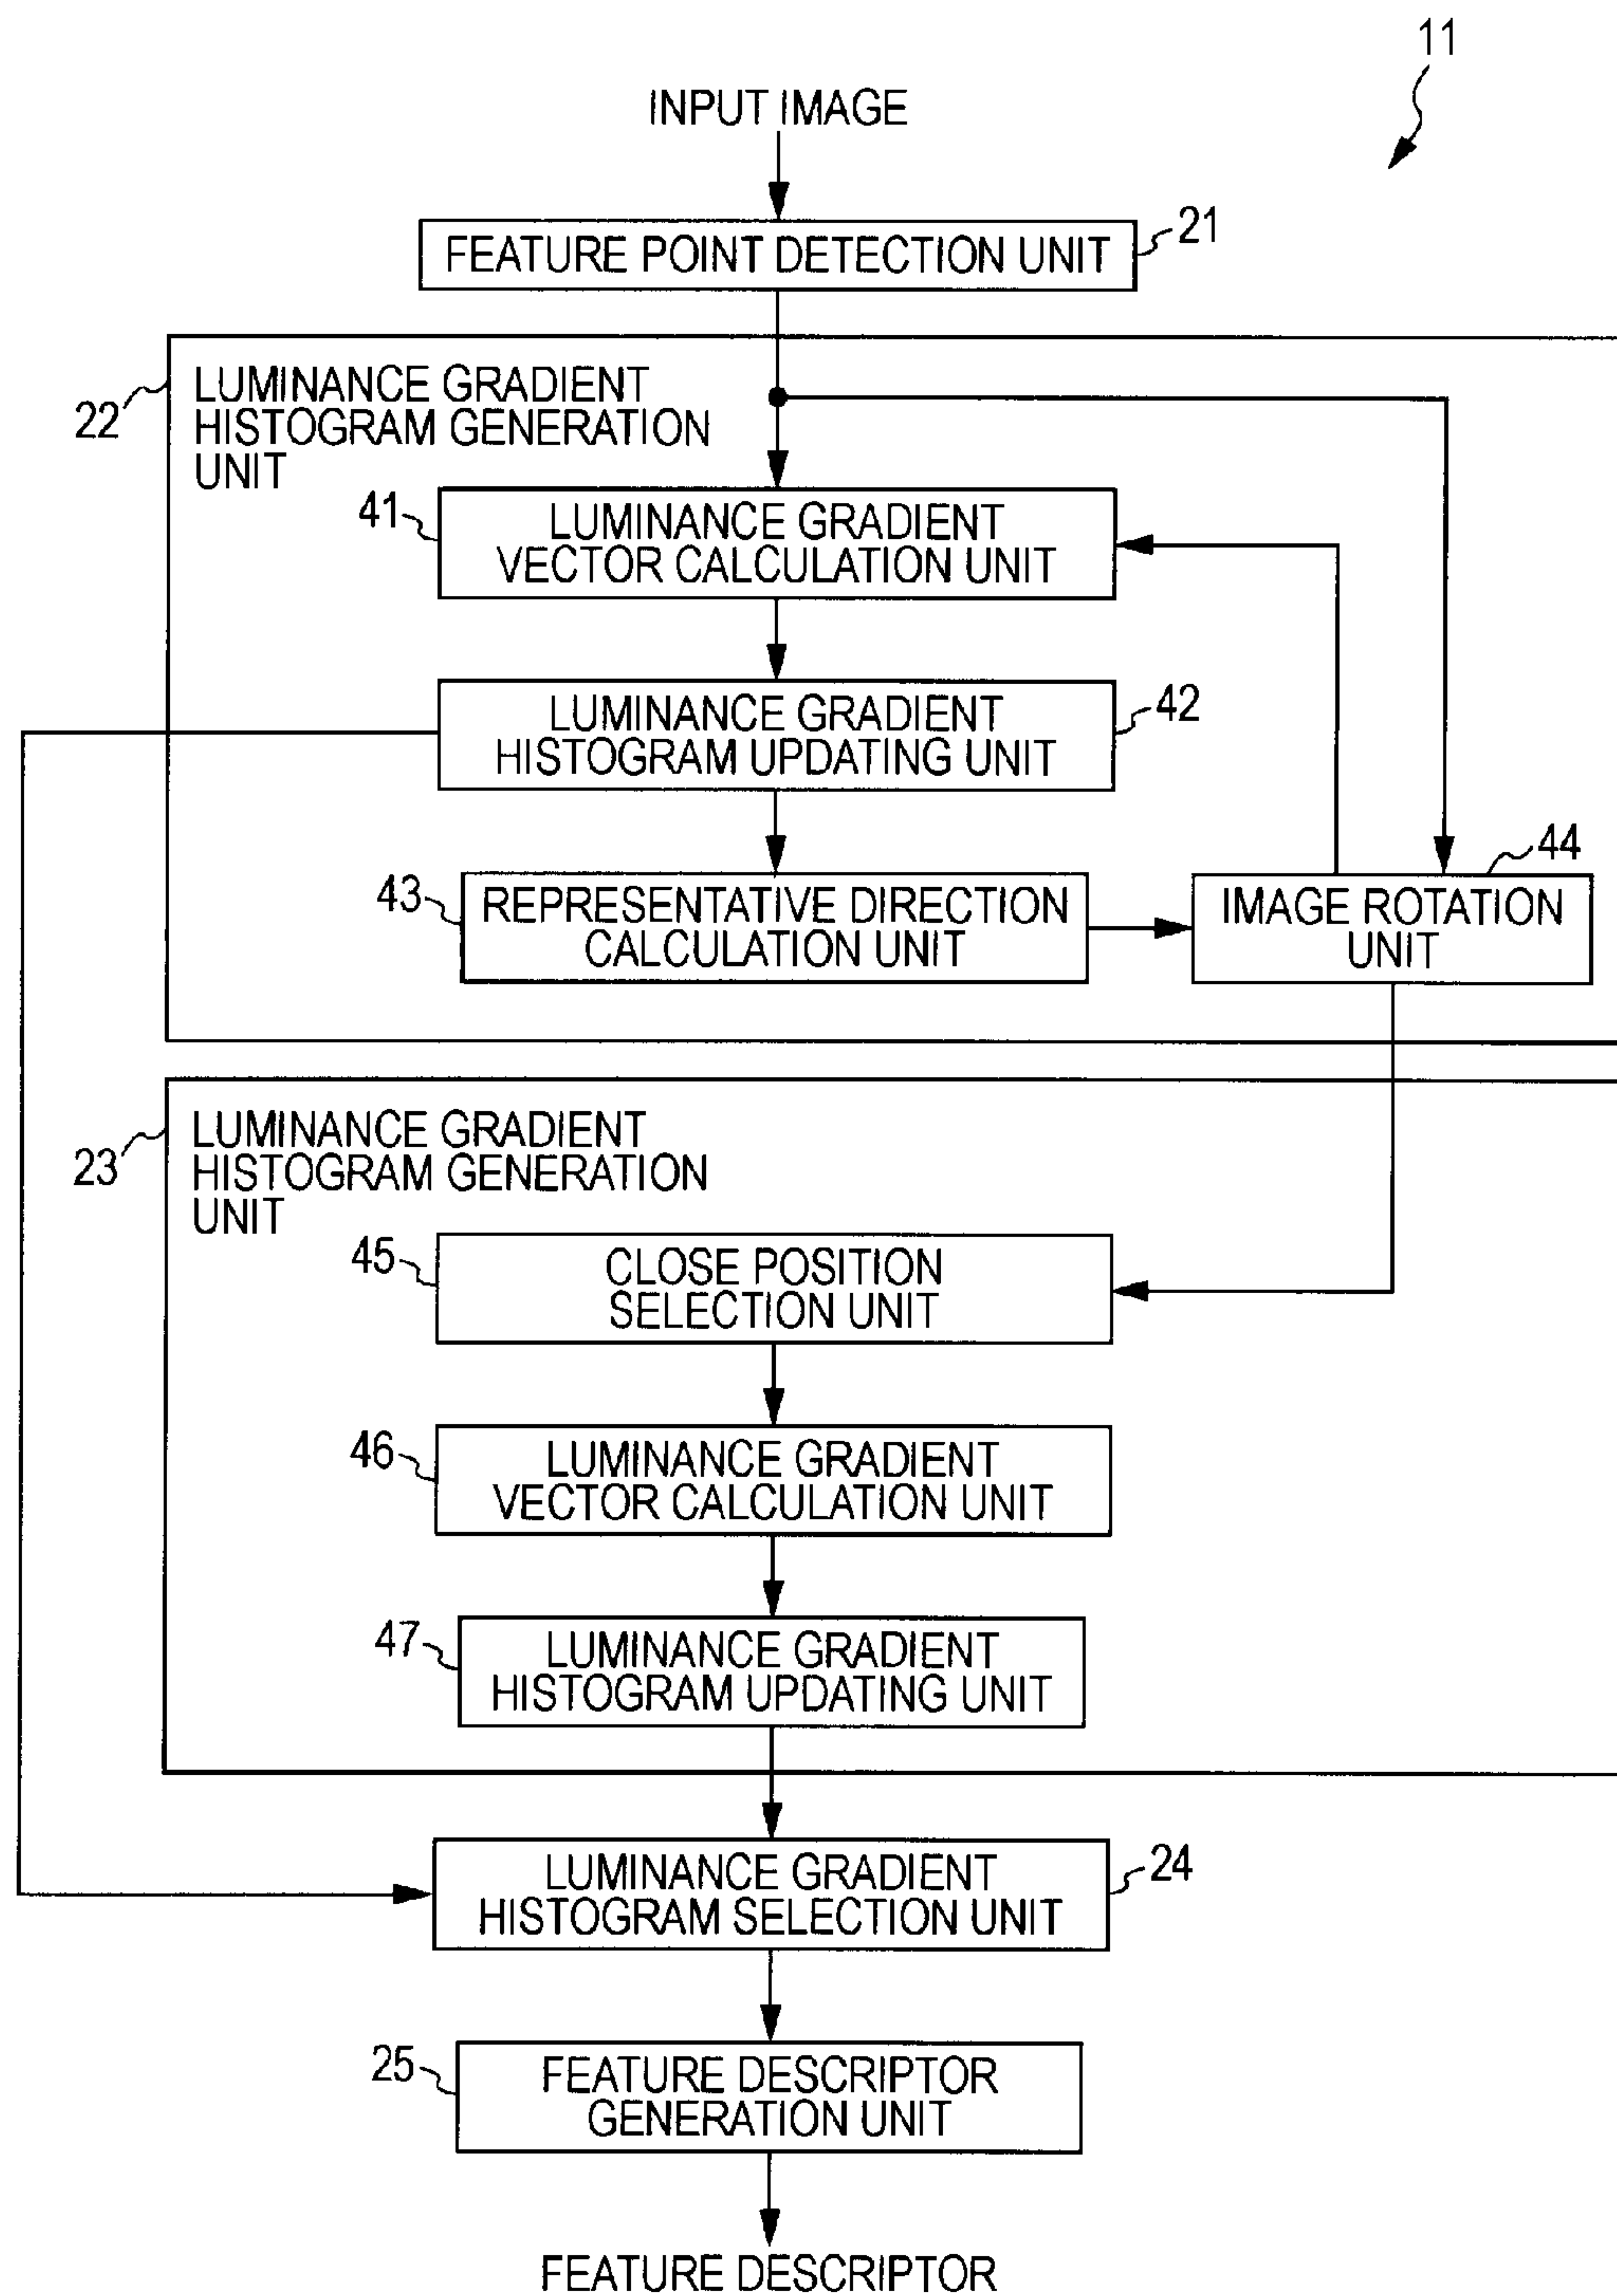 11
INPUT IMAGE
FEATURE POINT DETECTION UNIT
21
22
LUMINANCE GRADIENT
HISTOGRAM GENERATION
UNIT
41
LUMINANCE GRADIENT
VECTOR CALCULATION UNIT
LUMINANCE GRADIENT
HISTOGRAM UPDATING UNIT
42
43
REPRESENTATIVE DIRECTION
CALCULATION UNIT
44
IMAGE ROTATION
UNIT
23
LUMINANCE GRADIENT
HISTOGRAM GENERATION
UNIT
45
CLOSE POSITION
SELECTION UNIT
46
LUMINANCE GRADIENT
VECTOR CALCULATION UNIT
47
LUMINANCE GRADIENT
HISTOGRAM UPDATING UNIT
LUMINANCE GRADIENT
HISTOGRAM SELECTION UNIT
24
25
FEATURE DESCRIPTOR
GENERATION UNIT
FEATURE DESCRIPTOR